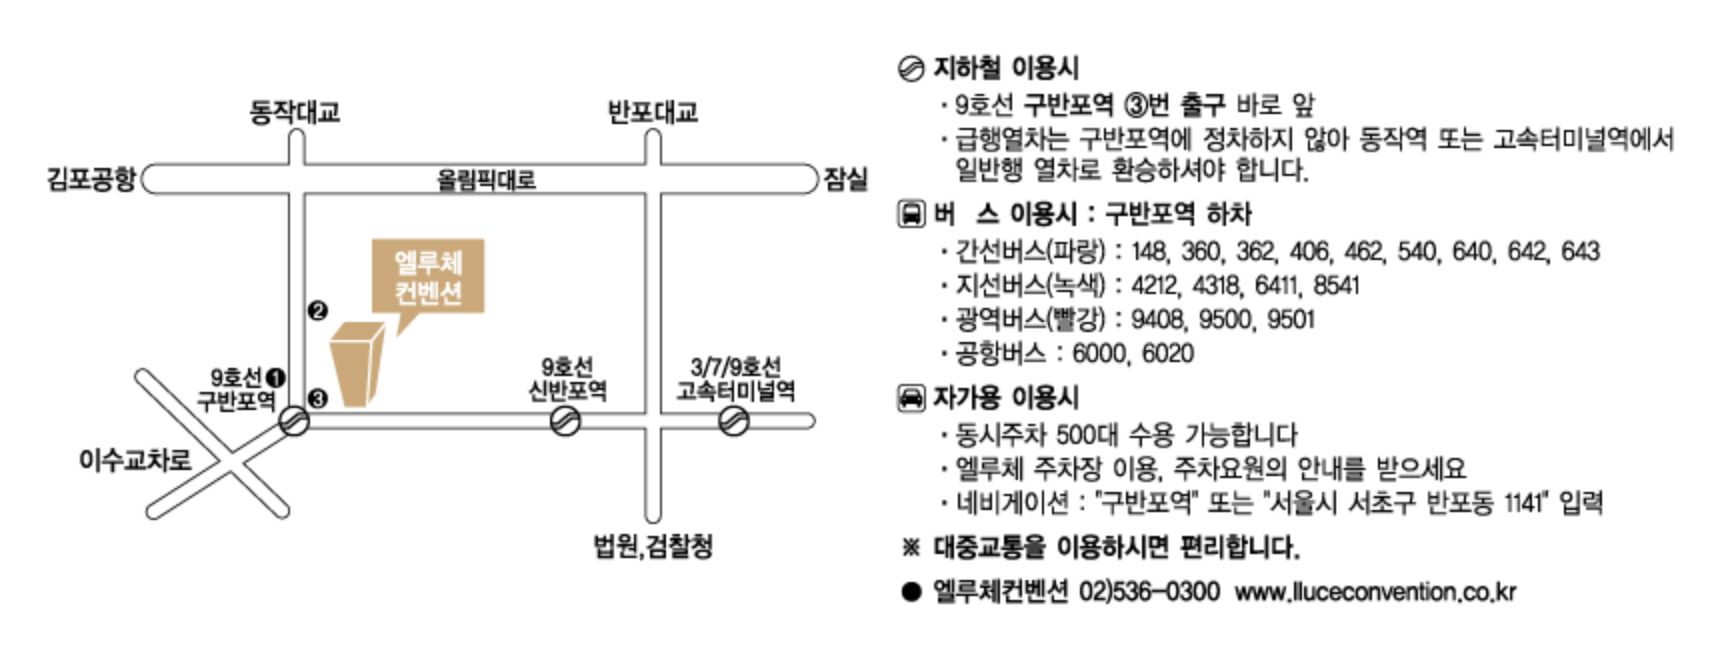 동작대교
반포대교
김포공항
올림픽대로
잠실
엘루체
컨벤션
❷
9호선❶
구반포역
❸
9호선
신반포역
3/7/9호선
고속터미널역
이수교차로
법원,검찰청
지하철 이용시
· 9호선 구반포역 ③번 출구 바로 앞
· 급행열차는 구반포역에 정차하지 않아 동작역 또는 고속터미널역에서
일반행 열차로 환승하셔야 합니다.
버 스 이용시 : 구반포역 하차
· 간선버스(파랑) : 148, 360, 362, 406, 462, 540, 640, 642, 643
· 지선버스(녹색) : 4212, 4318, 6411, 8541
· 광역버스(빨강) : 9408, 9500, 9501
· 공항버스 : 6000, 6020
자가용 이용시
· 동시주차 500대 수용 가능합니다
· 엘루체 주차장 이용, 주차요원의 안내를 받으세요
· 네비게이션 : "구반포역" 또는 "서울시 서초구 반포동 1141" 입력
※ 대중교통을 이용하시면 편리합니다.
● 엘루체컨벤션 02)536-0300 www.lluceconvention.co.kr